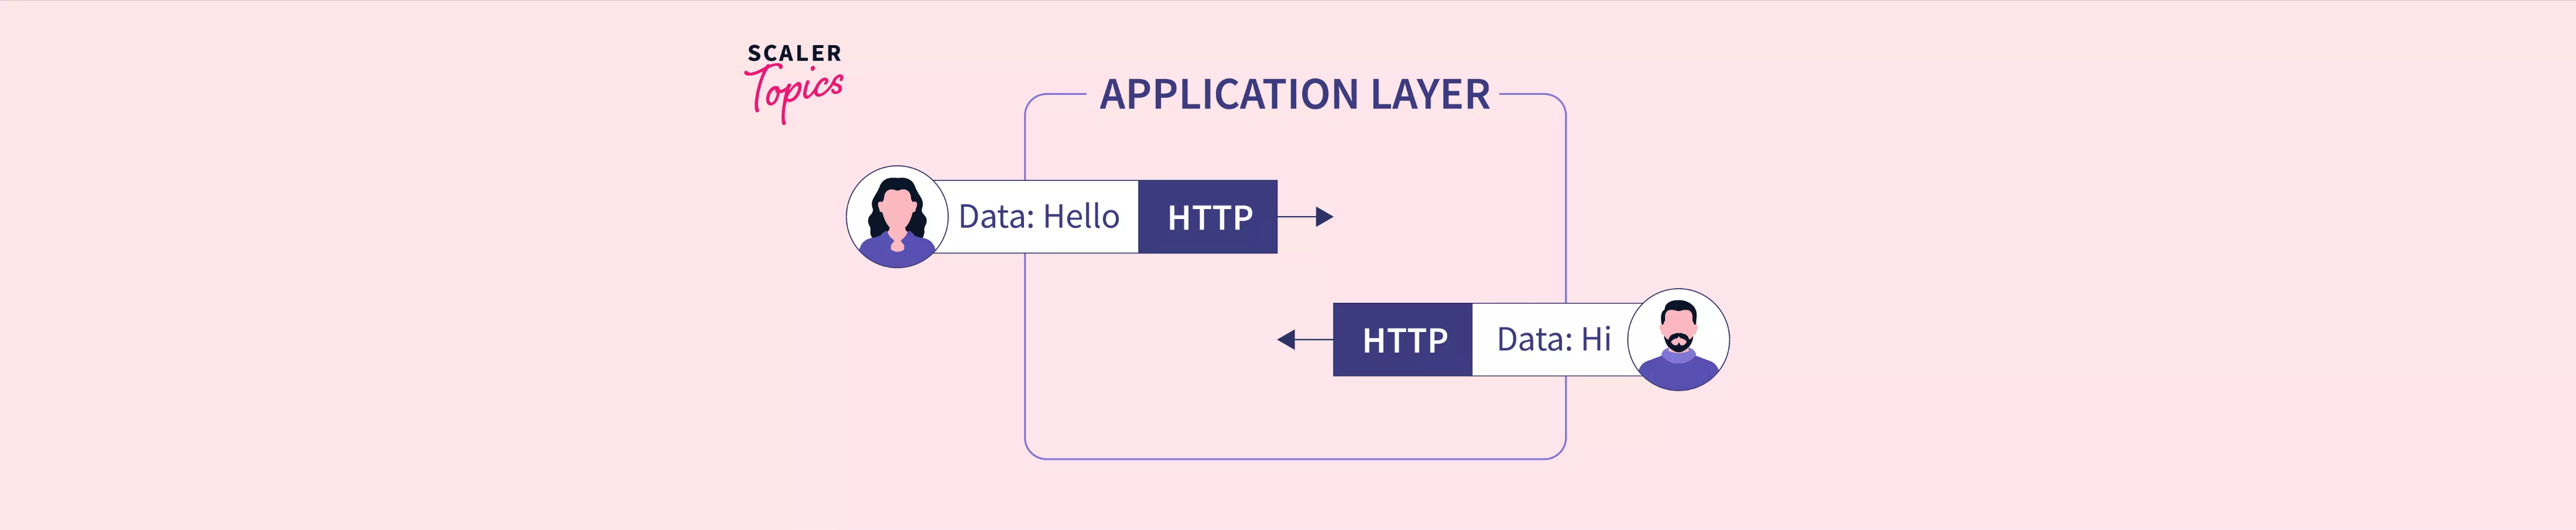 SCALER
Topics
APPLICATION LAYER
Data: Hello HTTP
HTTP Data: Hi